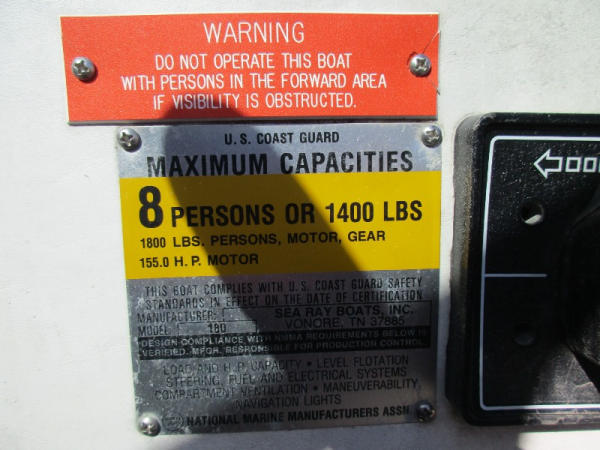 WARNING
DO NOT OPERATE THIS BOAT
WITH PERSONS IN THE FORWARD AREA
IF VISIBILITY IS OBSTRUCTED.
U.S. COAST GUARD
MAXIMUM CAPACITIES
8 PERSONS OR 1400 LBS
1800 LBS. PERSONS, MOTOR, GEAR
155.0 H.P. MOTOR
THIS BOAT COMPLIES WITH U.S. COAST GUARD SAFETY
STANDARDS IN EFFECT ON THE DATE OF CERTIFICATION
MANUFACTURER: SEA RAY BOATS, INC.
MODEL: 180 VONORE, TN 37885
DESIGN COMPLIANCE WITH NMMA REQUIREMENTS BELOW IS
VERIFIED. MFGR. RESPONSIBLE FOR PRODUCTION CONTROL.
LOAD AND H.P. CAPACITY • LEVEL FLOTATION
STEERING, FUEL AND ELECTRICAL SYSTEMS
COMPARTMENT VENTILATION • MANEUVERABILITY
NAVIGATION LIGHTS
NATIONAL MARINE MANUFACTURERS ASSN.